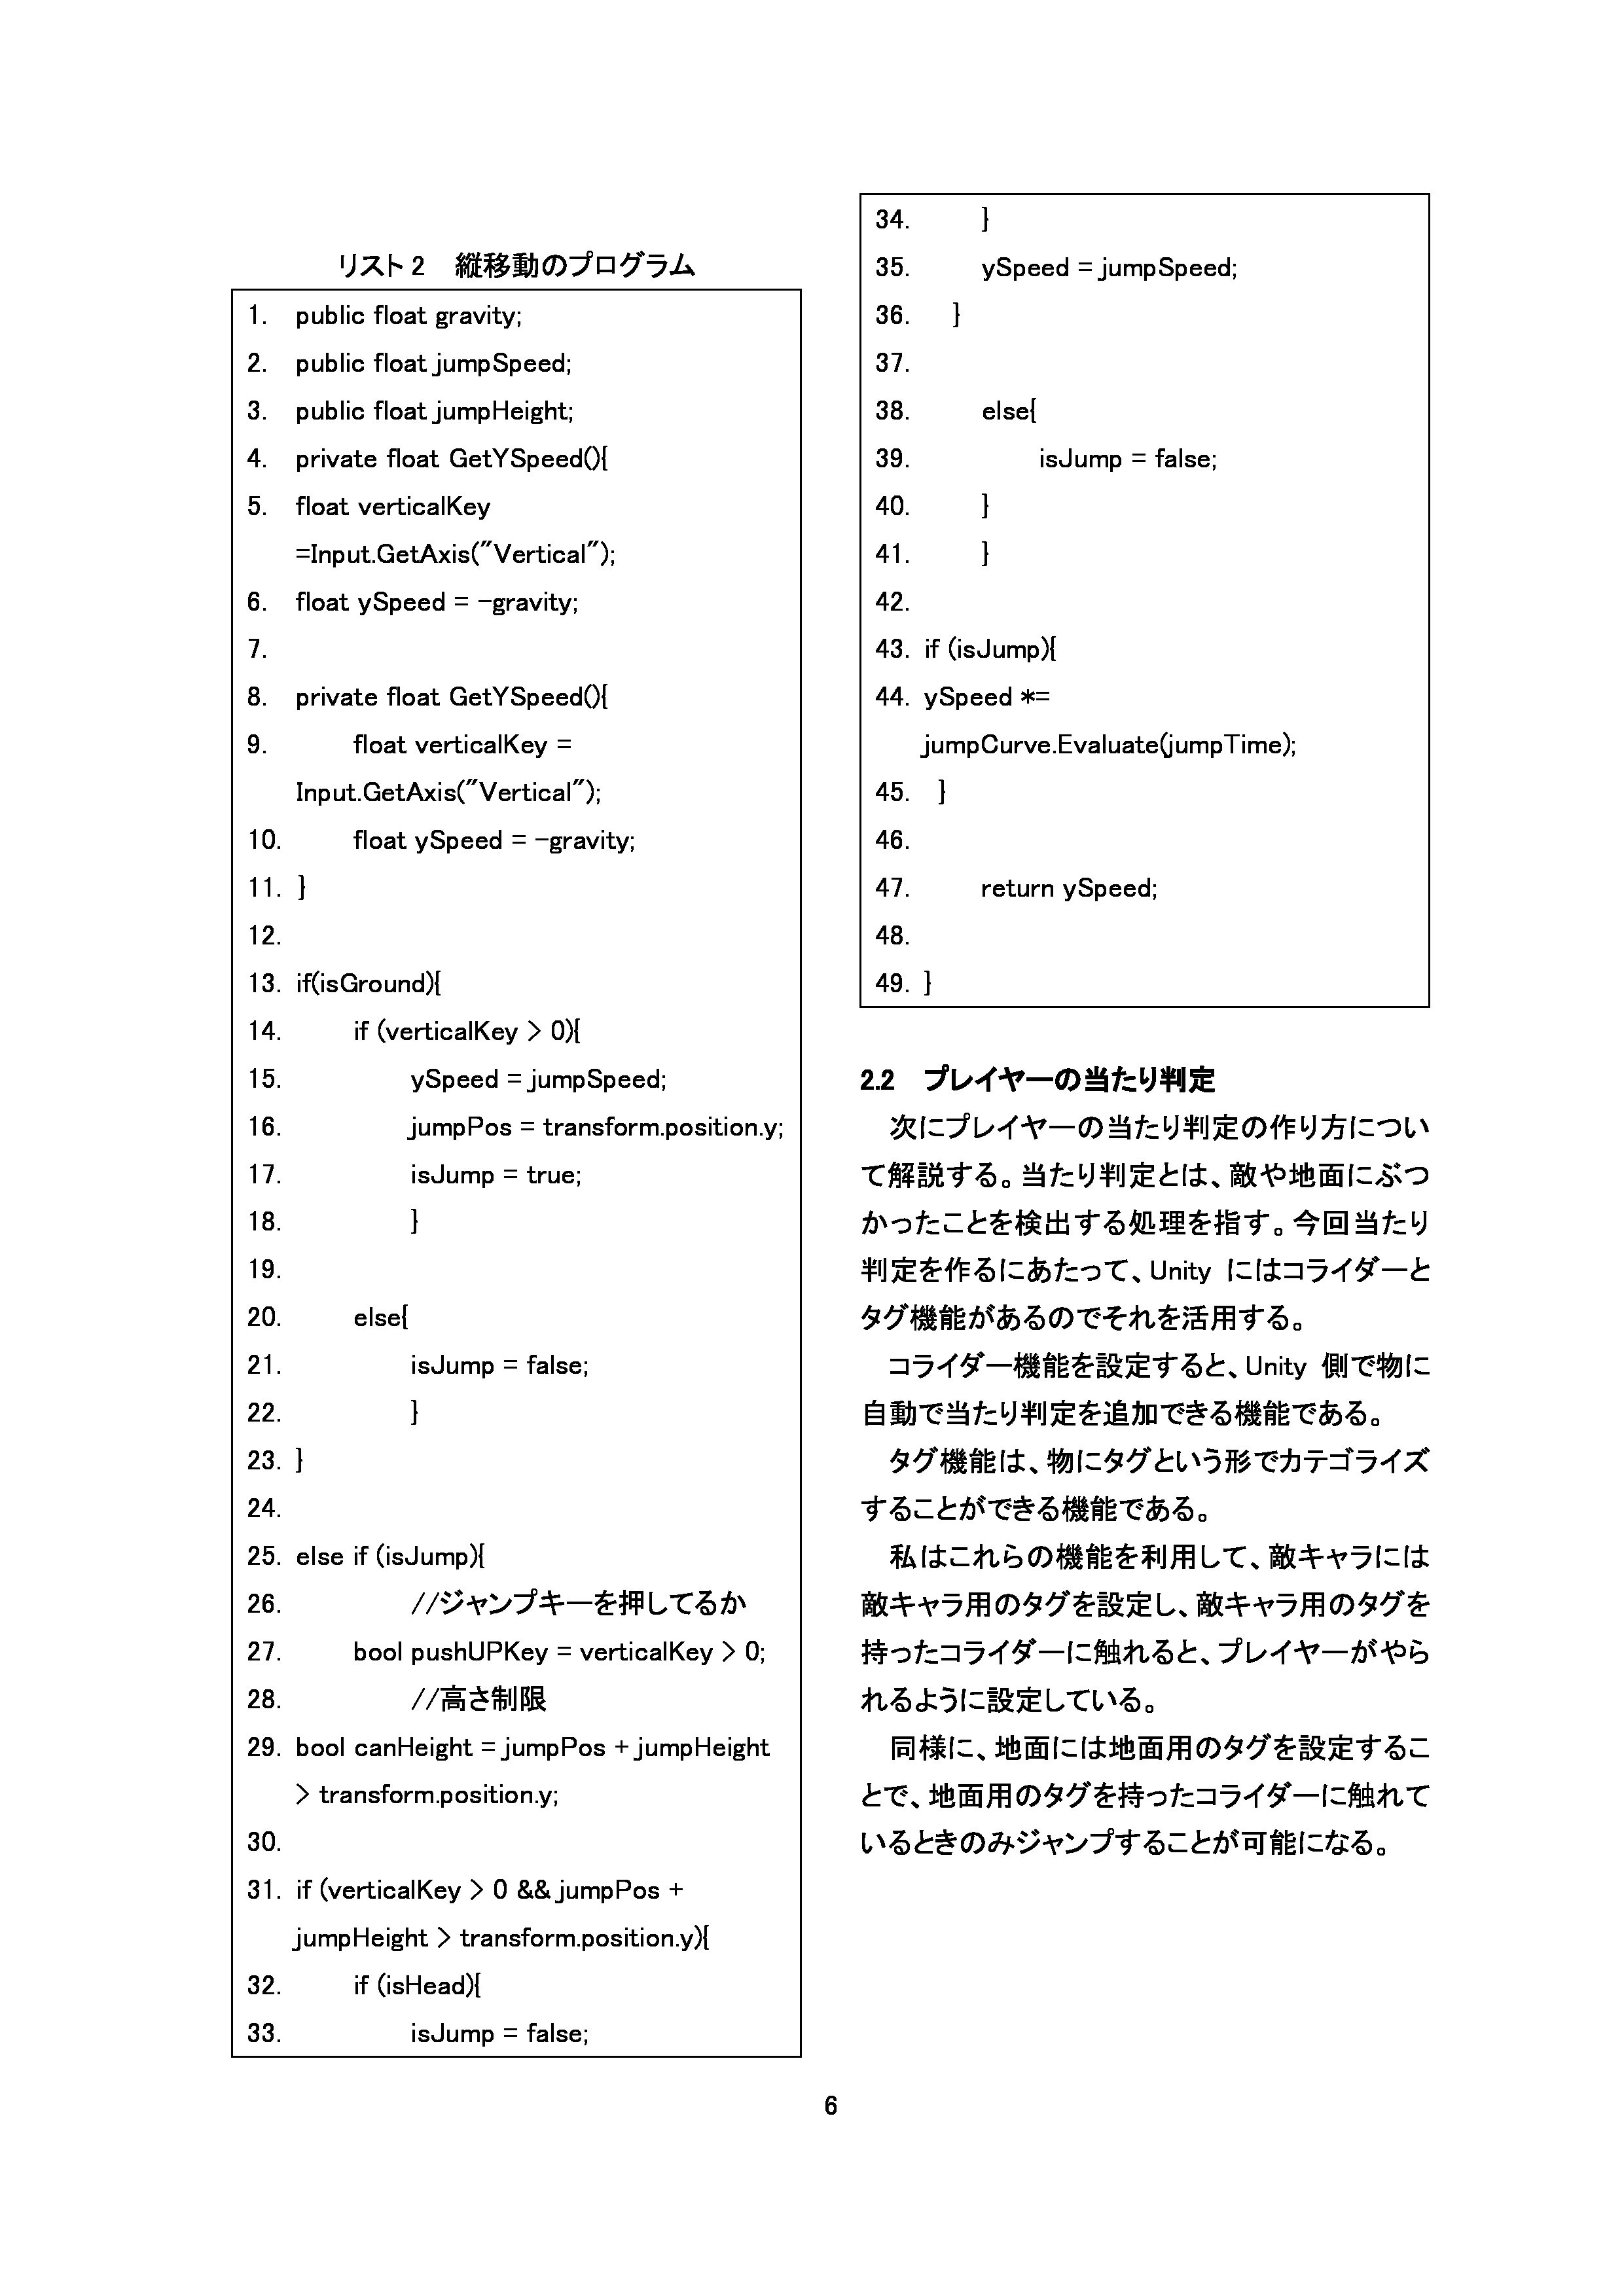 リスト2　縦移動のプログラム
1. public float gravity;
2. public float jumpSpeed;
3. public float jumpHeight;
4. private float GetYSpeed(){
5. float verticalKey
=Input.GetAxis("Vertical");
6. float ySpeed = -gravity;
7.
8. private float GetYSpeed(){
9. float verticalKey =
Input.GetAxis("Vertical");
10. float ySpeed = -gravity;
11. }
12.
13. if(isGround){
14. if (verticalKey > 0){
15. ySpeed = jumpSpeed;
16. jumpPos = transform.position.y;
17. isJump = true;
18. }
19.
20. else{
21. isJump = false;
22. }
23. }
24.
25. else if (isJump){
26. //ジャンプキーを押してるか
27. bool pushUPKey = verticalKey > 0;
28. //高さ制限
29. bool canHeight = jumpPos + jumpHeight
> transform.position.y;
30.
31. if (verticalKey > 0 && jumpPos +
jumpHeight > transform.position.y){
32. if (isHead){
33. isJump = false;
34. }
35. ySpeed = jumpSpeed;
36. }
37.
38. else{
39. isJump = false;
40. }
41. }
42.
43. if (isJump){
44. ySpeed *=
jumpCurve.Evaluate(jumpTime);
45. }
46.
47. return ySpeed;
48.
49. }
2.2　プレイヤーの当たり判定
　次にプレイヤーの当たり判定の作り方につい
て解説する。当たり判定とは、敵や地面にぶつ
かったことを検出する処理を指す。今回当たり
判定を作るにあたって、Unity にはコライダーと
タグ機能があるのでそれを活用する。
　コライダー機能を設定すると、Unity 側で物に
自動で当たり判定を追加できる機能である。
　タグ機能は、物にタグという形でカテゴライズ
することができる機能である。
　私はこれらの機能を利用して、敵キャラには
敵キャラ用のタグを設定し、敵キャラ用のタグを
持ったコライダーに触れると、プレイヤーがやら
れるように設定している。
　同様に、地面には地面用のタグを設定するこ
とで、地面用のタグを持ったコライダーに触れて
いるときのみジャンプすることが可能になる。
6